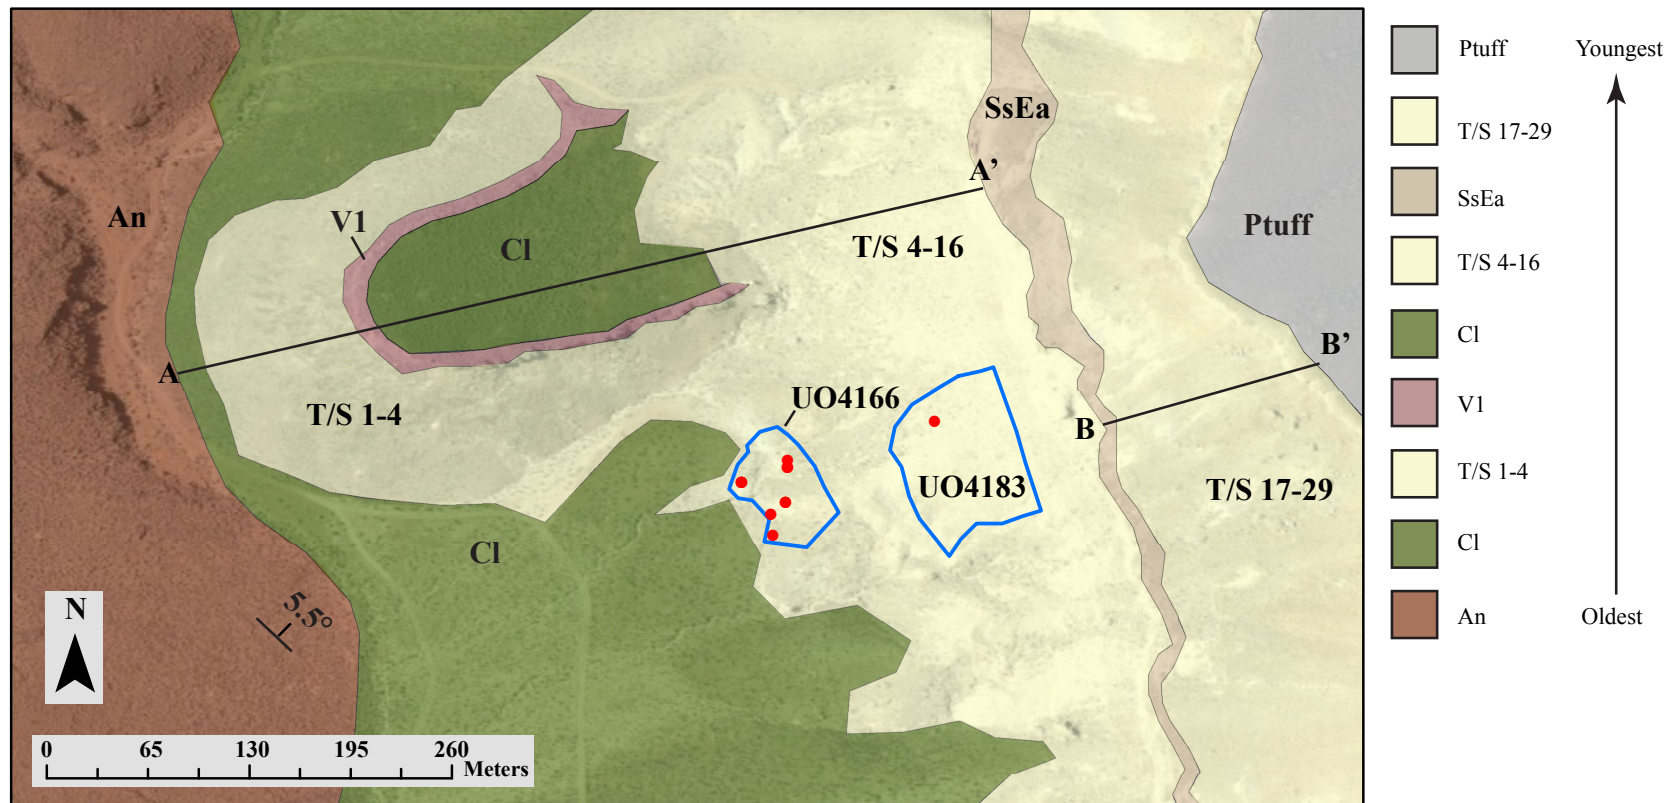 SsEa
A’
An
V1
Cl
T/S 4-16
Ptuff
A
T/S 1-4
B’
UO4166
B
UO4183
T/S 17-29
Cl
N
5.5°
0 65 130 195 260
Meters
Ptuff Youngest
T/S 17-29
SsEa
T/S 4-16
Cl
V1
T/S 1-4
Cl
An Oldest